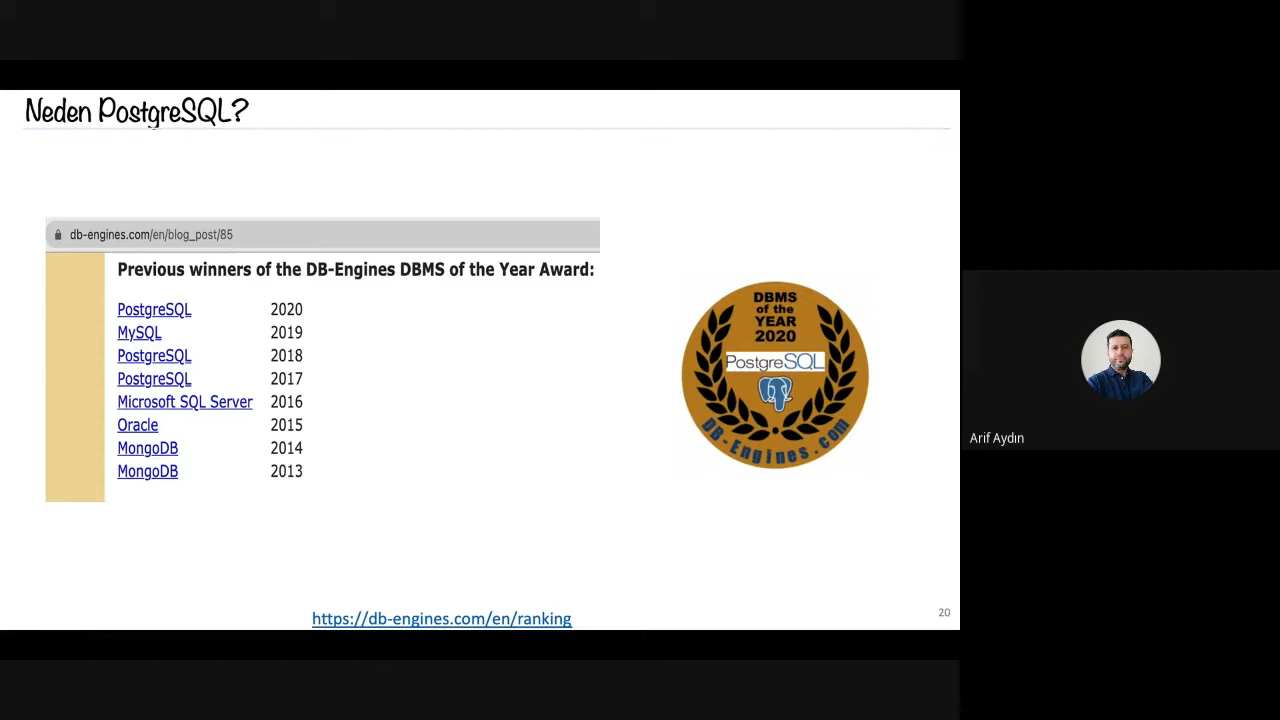 Neden PostgreSQL?
db-engines.com/en/blog_post/85
Previous winners of the DB-Engines DBMS of the Year Award:
PostgreSQL 2020
MySQL 2019
PostgreSQL 2018
PostgreSQL 2017
Microsoft SQL Server 2016
Oracle 2015
MongoDB 2014
MongoDB 2013
DBMS
of the
YEAR
2020
PostgreSQL
DB-Engines.com
Arif Aydın
https://db-engines.com/en/ranking
20